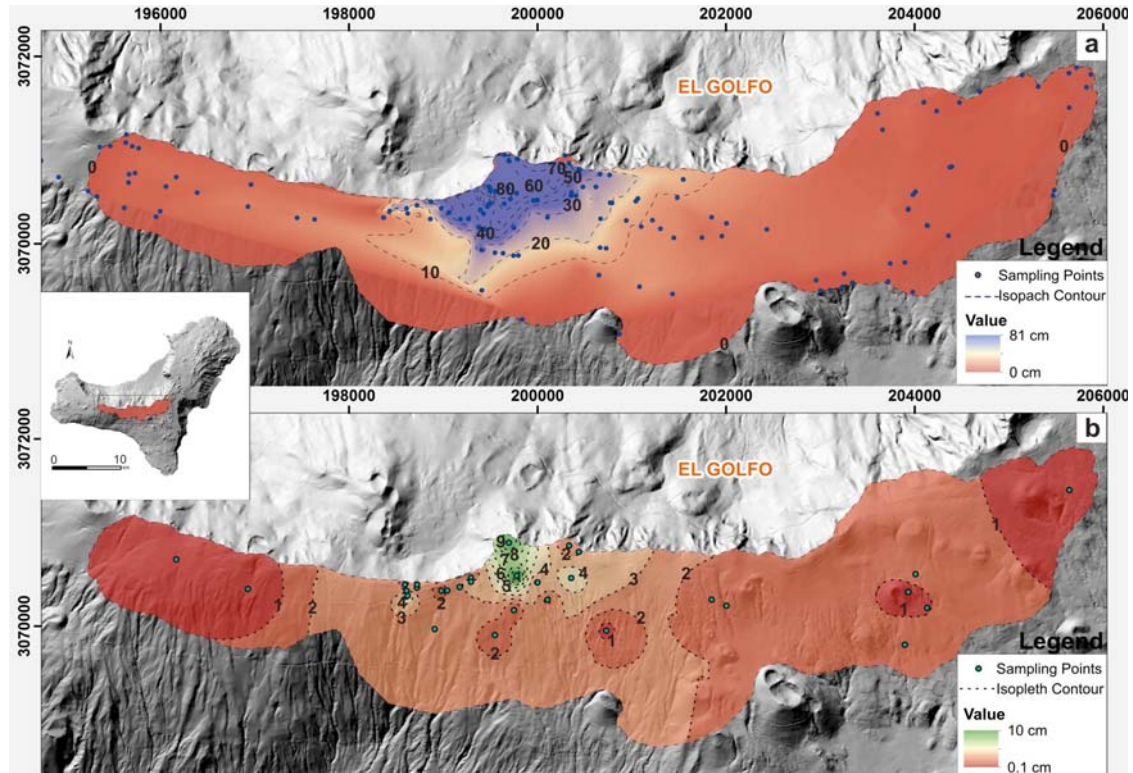 196000 198000 200000 202000 204000 206000
3072000
3070000
a
EL GOLFO
0
70
50
80 60
30
40
20
10
0
0
Legend
Sampling Points
Isopach Contour
Value
81 cm
0 cm
N
0 10
198000 200000 202000 204000 206000
3072000
3070000
b
EL GOLFO
9
8
7
2
6
4
4
3
2
5
1
2
4
2
3
2
1
2
1
1
Legend
Sampling Points
Isopleth Contour
Value
10 cm
0.1 cm